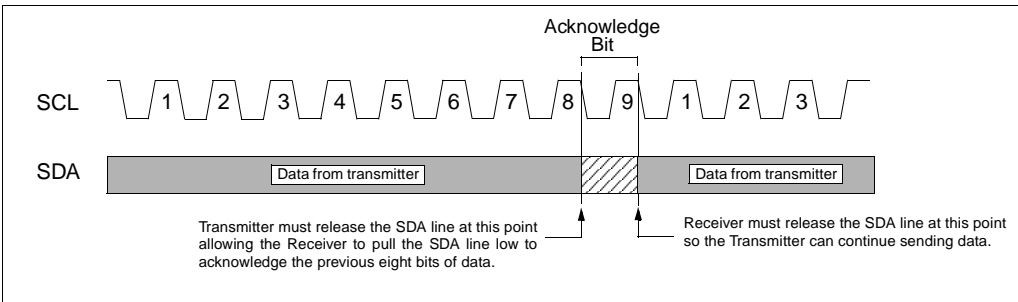 Acknowledge
Bit
SCL 1 2 3 4 5 6 7 8 9 1 2 3
SDA Data from transmitter Data from transmitter
Transmitter must release the SDA line at this point
allowing the Receiver to pull the SDA line low to
acknowledge the previous eight bits of data.
Receiver must release the SDA line at this point
so the Transmitter can continue sending data.